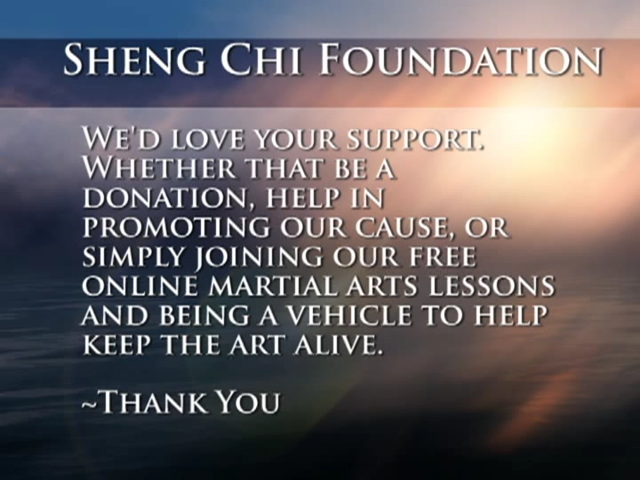 Sheng Chi Foundation
We'd love your support.
Whether that be a
donation, help in
promoting our cause, or
simply joining our free
online martial arts lessons
and being a vehicle to help
keep the art alive.
~Thank You